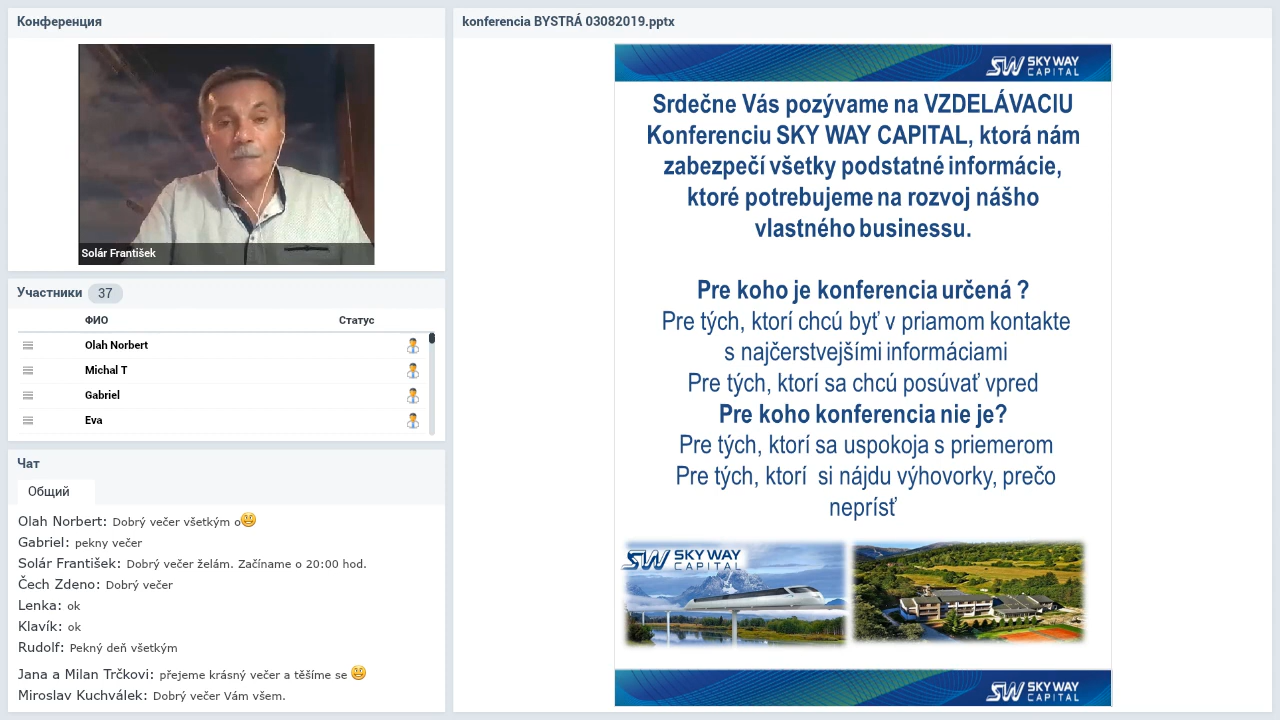 Конференция
Solár František
Участники 37
ФИО Статус
Olah Norbert
Michal T
Gabriel
Eva
Чат
Общий
Olah Norbert: Dobrý večer všetkým o
Gabriel: pekny večer
Solár František: Dobrý večer želám. Začíname o 20:00 hod.
Čech Zdeno: Dobrý večer
Lenka: ok
Klavík: ok
Rudolf: Pekný deň všetkým
Jana a Milan Trčkovi: přejeme krásný večer a těšíme se
Miroslav Kuchválek: Dobrý večer Vám všem.
konferencia BYSTRÁ 03082019.pptx
SW SKY WAY
CAPITAL
Srdečne Vás pozývame na VZDELÁVACIU
Konferenciu SKY WAY CAPITAL, ktorá nám
zabezpečí všetky podstatné informácie,
ktoré potrebujeme na rozvoj nášho
vlastného businessu.
Pre koho je konferencia určená ?
Pre tých, ktorí chcú byť v priamom kontakte
s najčerstvejšími informáciami
Pre tých, ktorí sa chcú posúvať vpred
Pre koho konferencia nie je?
Pre tých, ktorí sa uspokoja s priemerom
Pre tých, ktorí  si nájdu výhovorky, prečo
neprísť
SW SKY WAY
CAPITAL
SW SKY WAY
CAPITAL